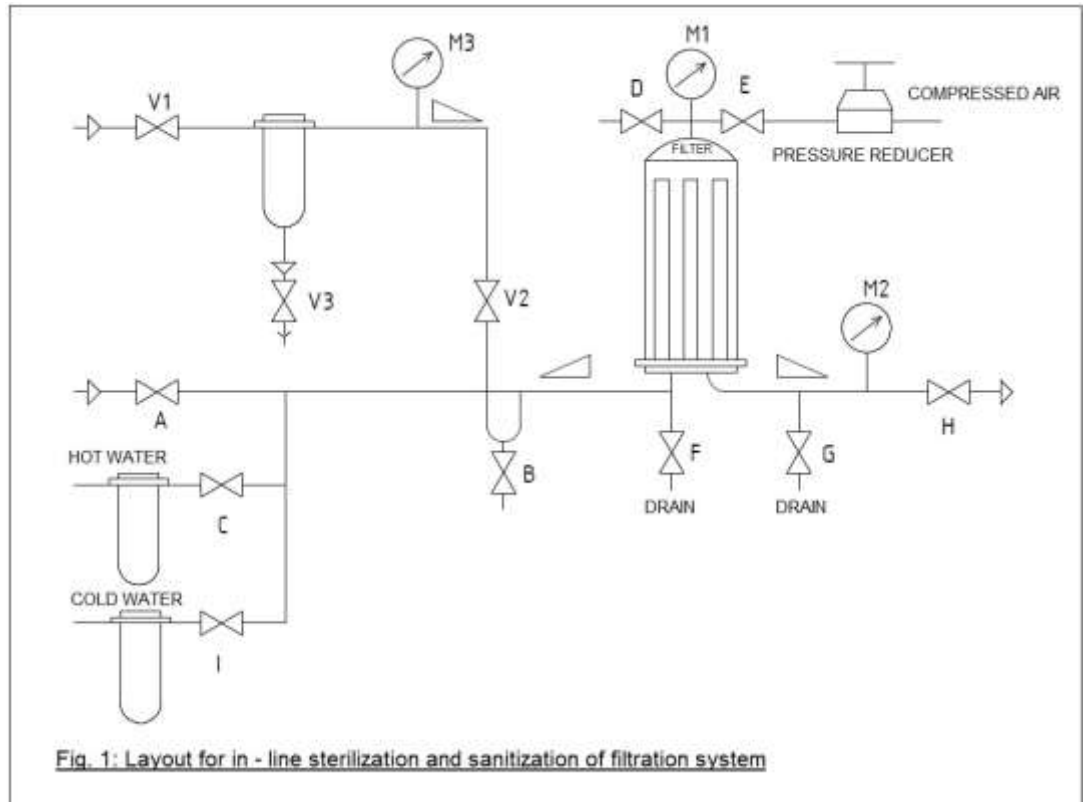 M3
M1
V1
D
E
COMPRESSED AIR
FILTER
PRESSURE REDUCER
V3
V2
M2
A
H
HOT WATER
B
F
G
C
DRAIN
DRAIN
COLD WATER
I
Fig. 1: Layout for in - line sterilization and sanitization of filtration system